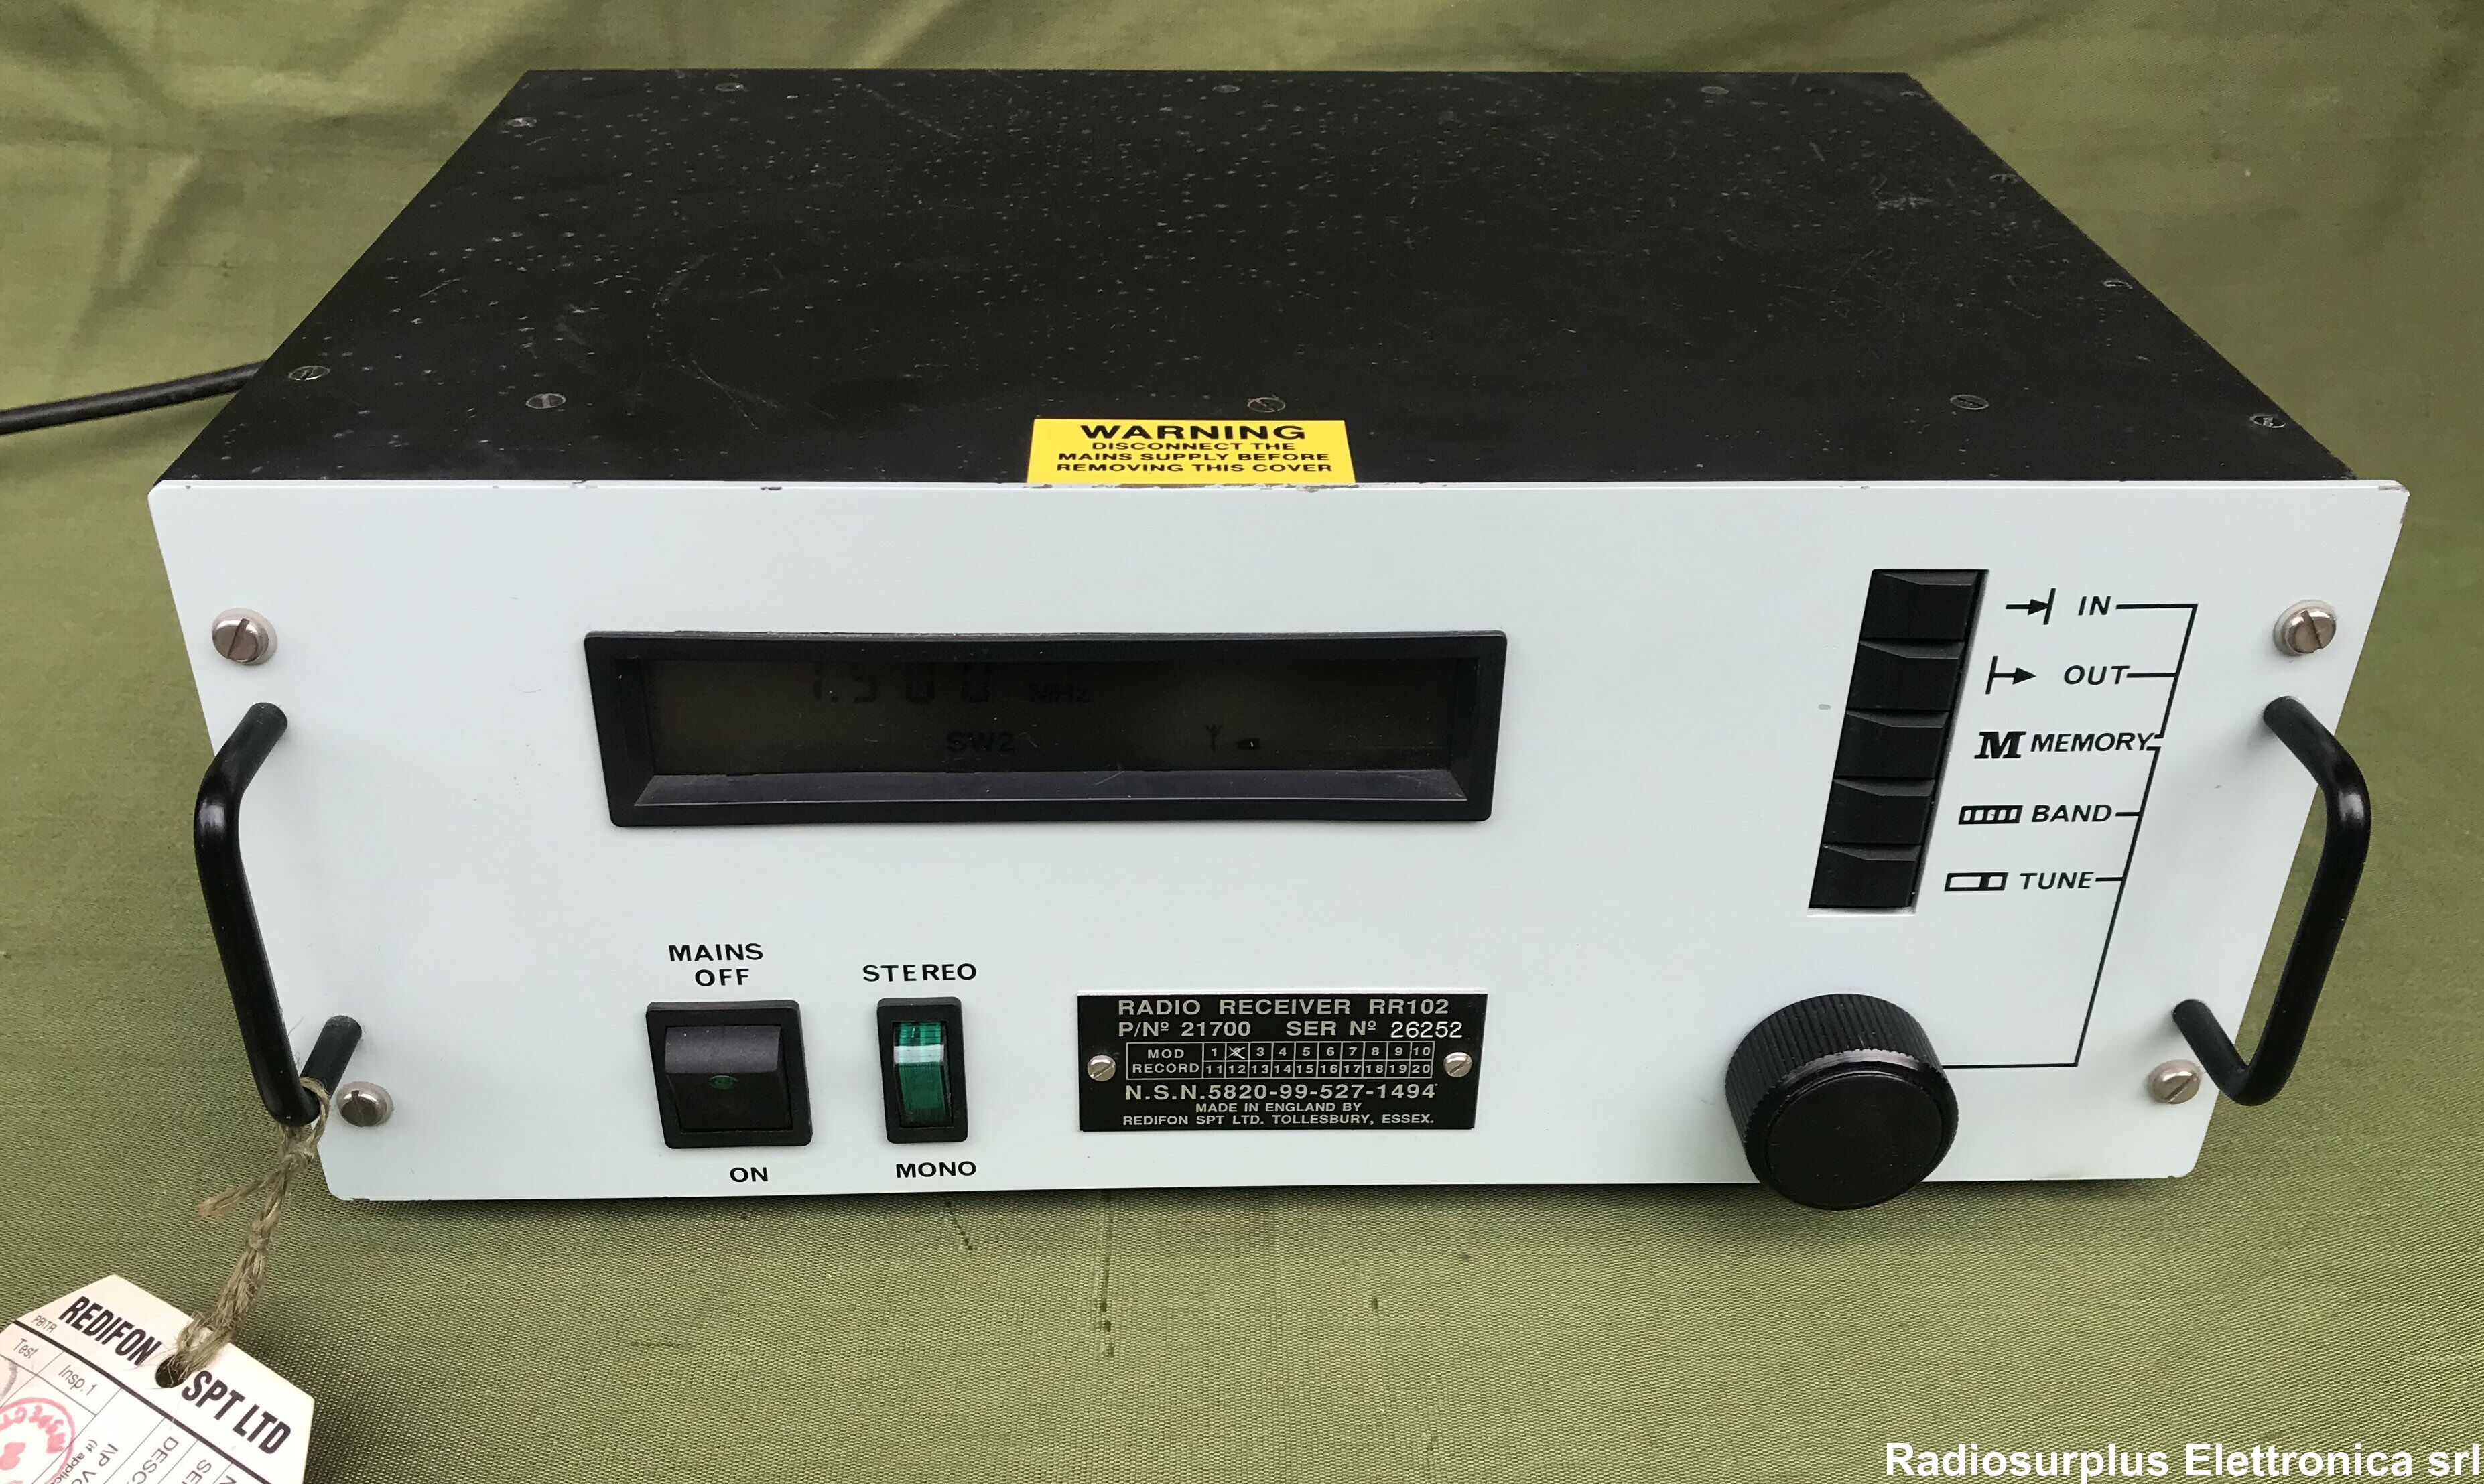 WARNING
DISCONNECT THE
MAINS SUPPLY BEFORE
REMOVING THIS COVER
.500 MHz
SW2
IN
OUT
M MEMORY
BAND
TUNE
MAINS
OFF
ON
STEREO
MONO
RADIO RECEIVER RR102
P/Nº 21700 SER Nº 26252
MOD 1 3 4 5 6 7 8 9 10
RECORD 11 12 13 14 15 16 17 18 19 20
N.S.N.5820-99-527-1494
MADE IN ENGLAND BY
REDIFON SPT LTD. TOLLESBURY, ESSEX.
REDIFON SPT LTD
Test
Insp.1
Radiosurplus Elettronica srl